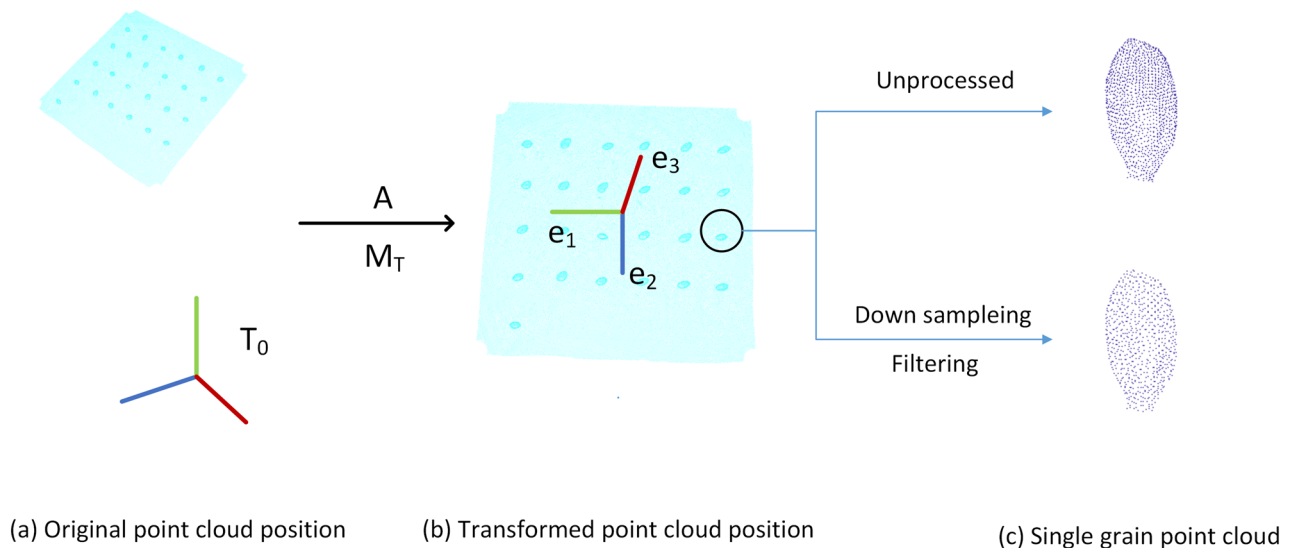 Unprocessed
e3
A
e1
MT
e2
Down sampleing
T0
Filtering
(a) Original point cloud position
(b) Transformed point cloud position
(c) Single grain point cloud